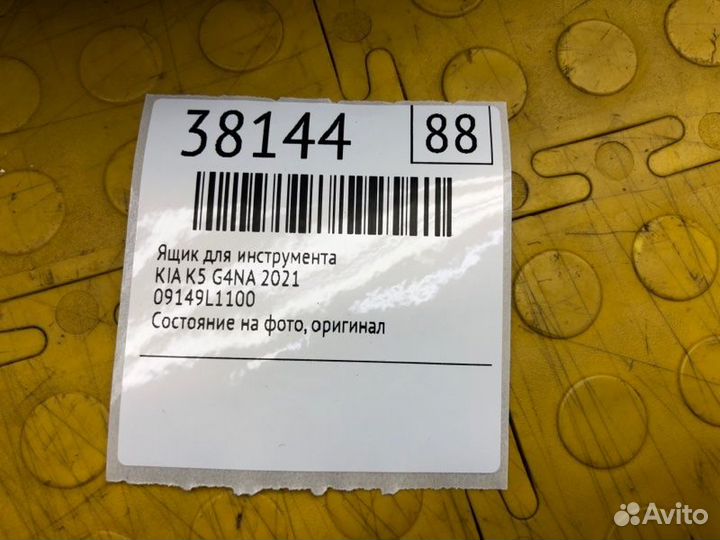 38144
88
Ящик для инструмента
KIA K5 G4NA 2021
09149L1100
Состояние на фото, оригинал
Avito